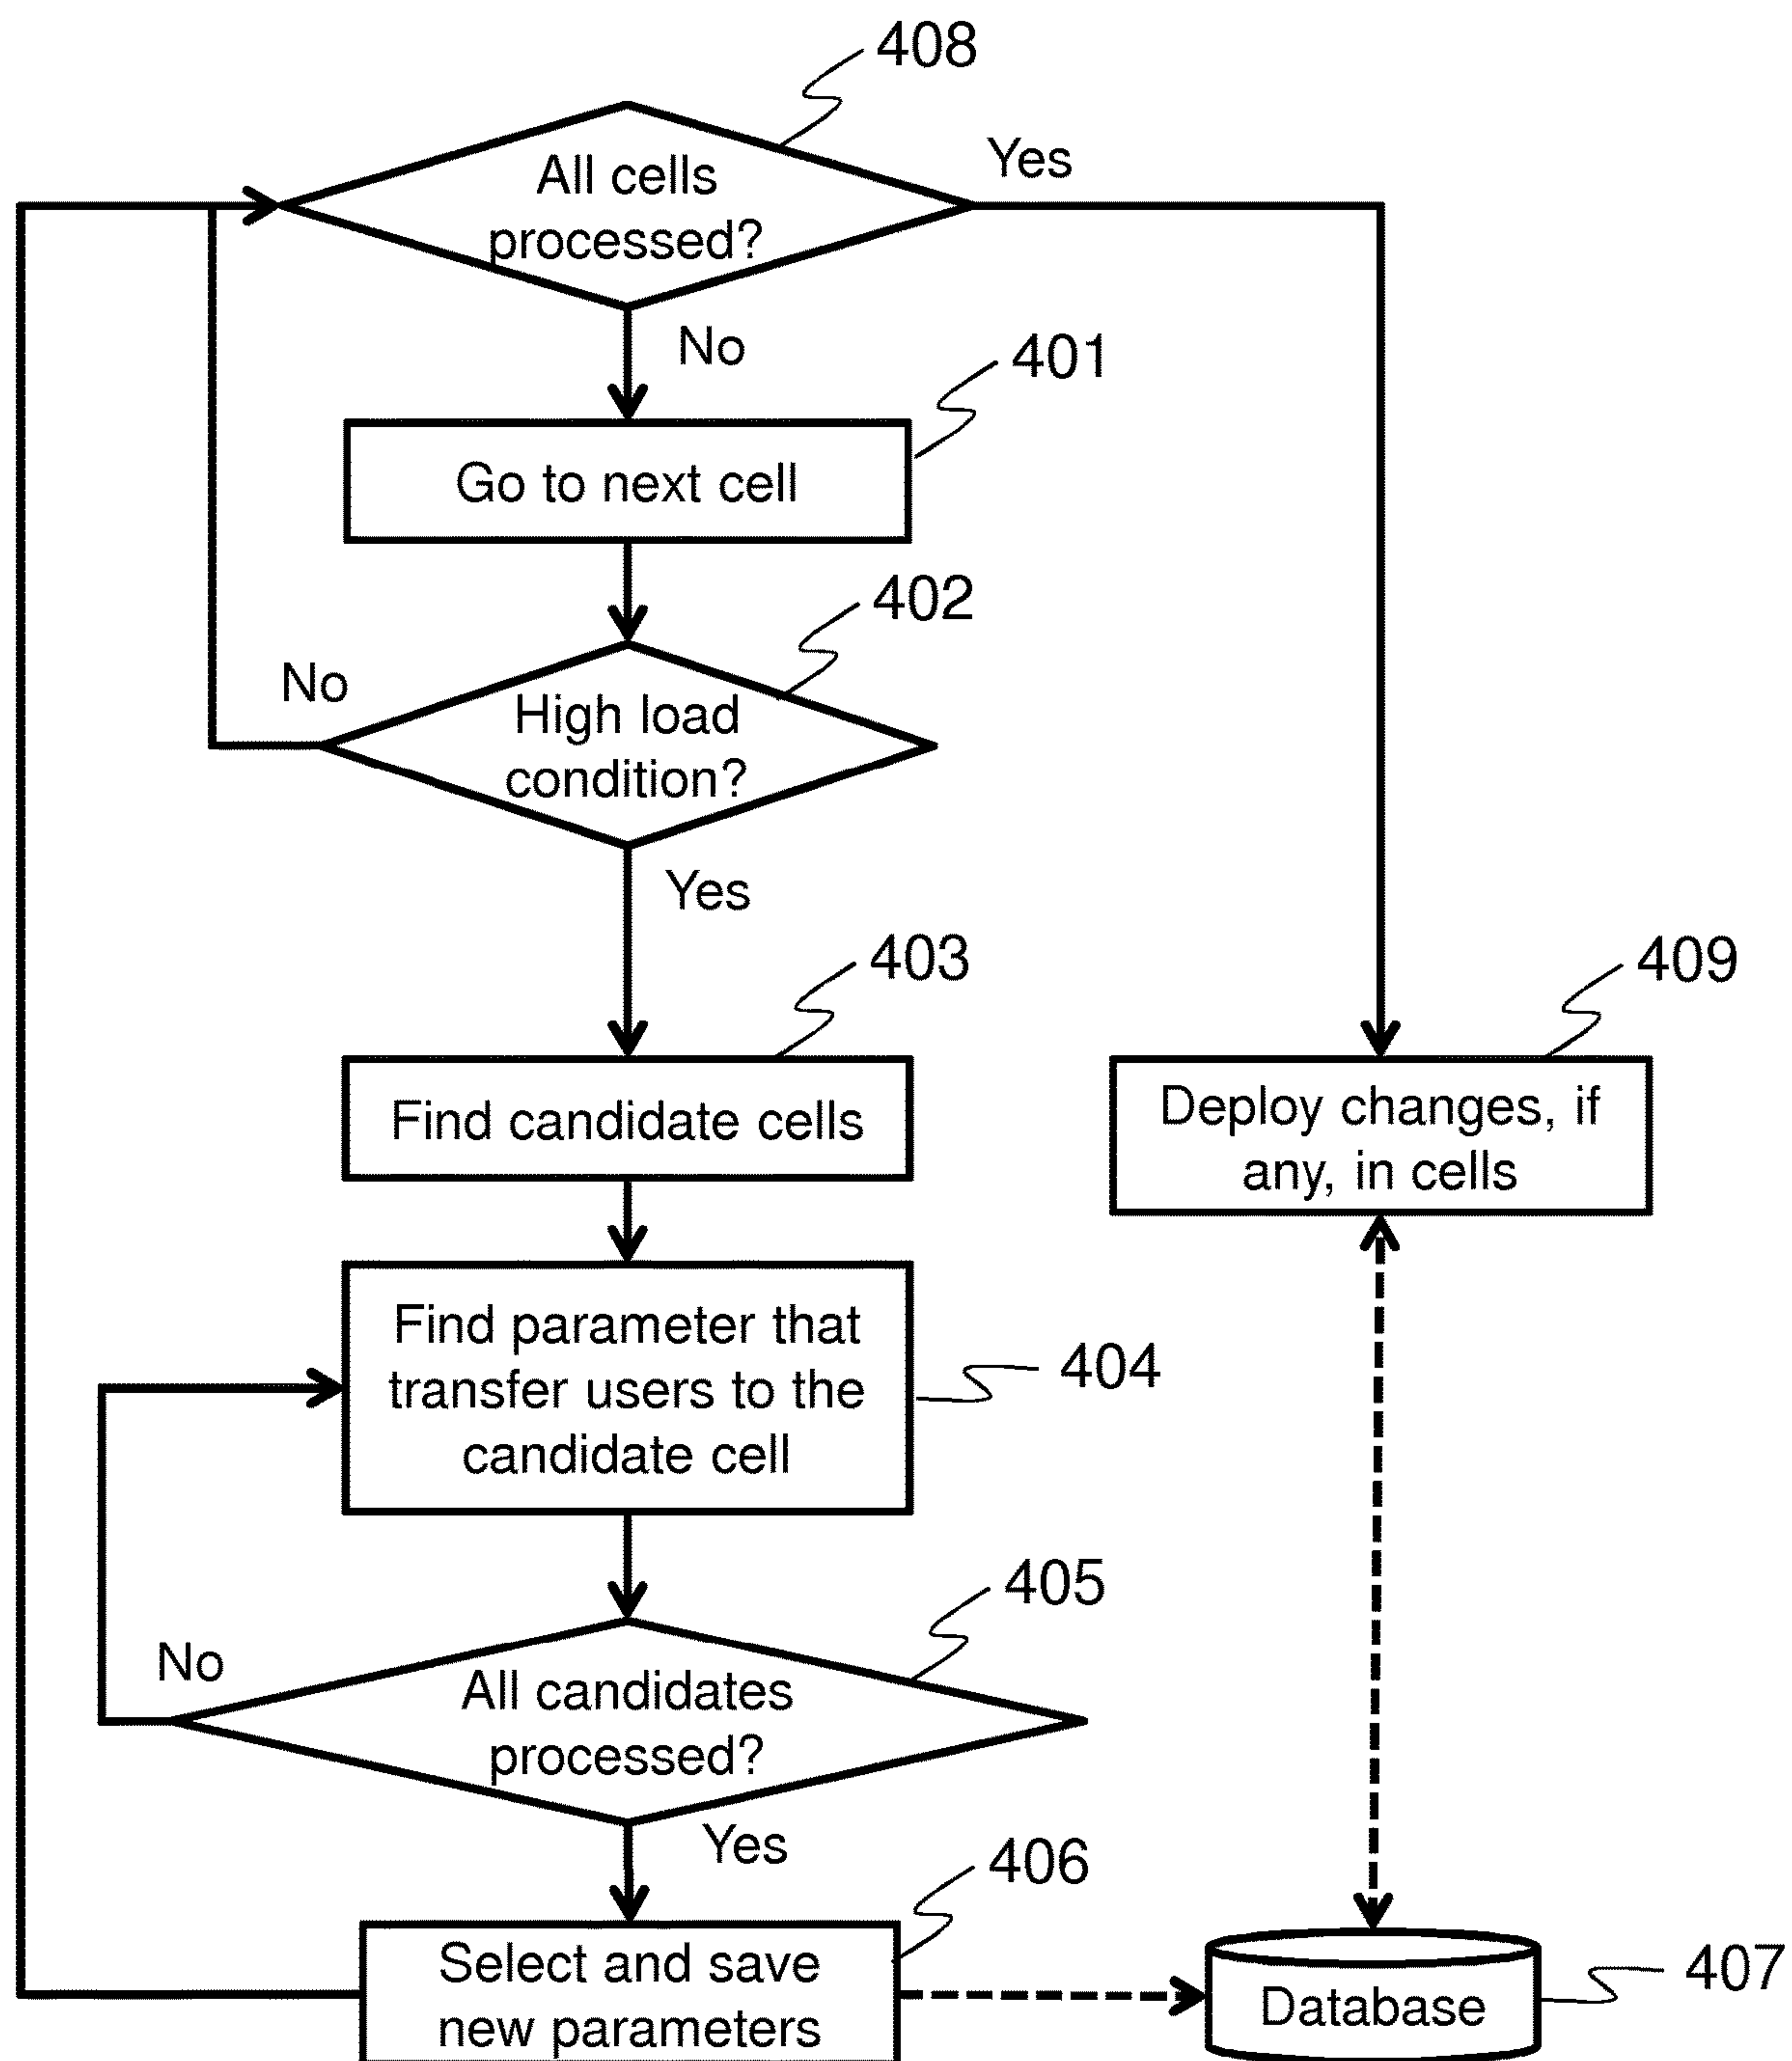 408
All cells
processed?
Yes
No
401
Go to next cell
402
No
High load
condition?
Yes
403
Find candidate cells
409
Deploy changes, if
any, in cells
Find parameter that
transfer users to the
candidate cell
404
405
No
All candidates
processed?
Yes
406
Select and save
new parameters
Database
407